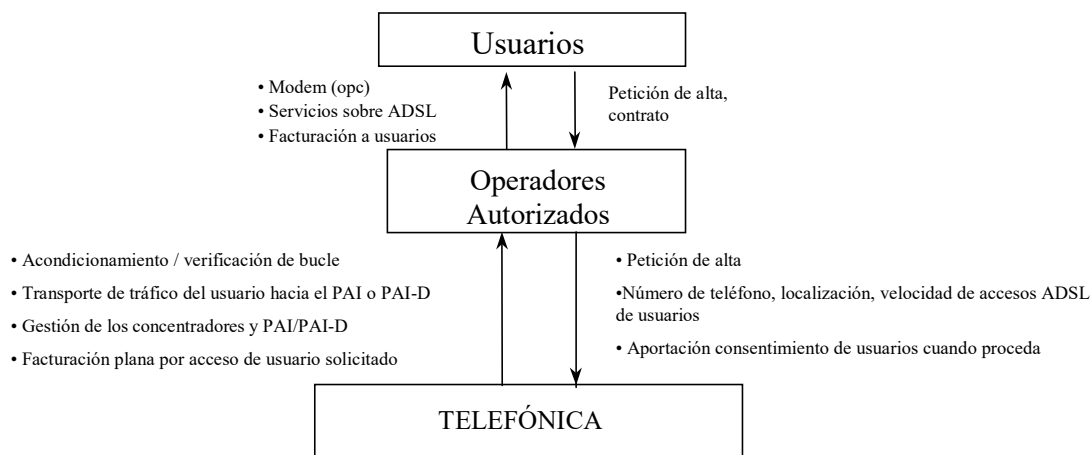 Usuarios
• Modem (opc)
• Servicios sobre ADSL
• Facturación a usuarios
Petición de alta,
contrato
Operadores
Autorizados
• Acondicionamiento / verificación de bucle
• Transporte de tráfico del usuario hacia el PAI o PAI-D
• Gestión de los concentradores y PAI/PAI-D
• Facturación plana por acceso de usuario solicitado
• Petición de alta
•Número de teléfono, localización, velocidad de accesos ADSL
de usuarios
• Aportación consentimiento de usuarios cuando proceda
TELEFÓNICA